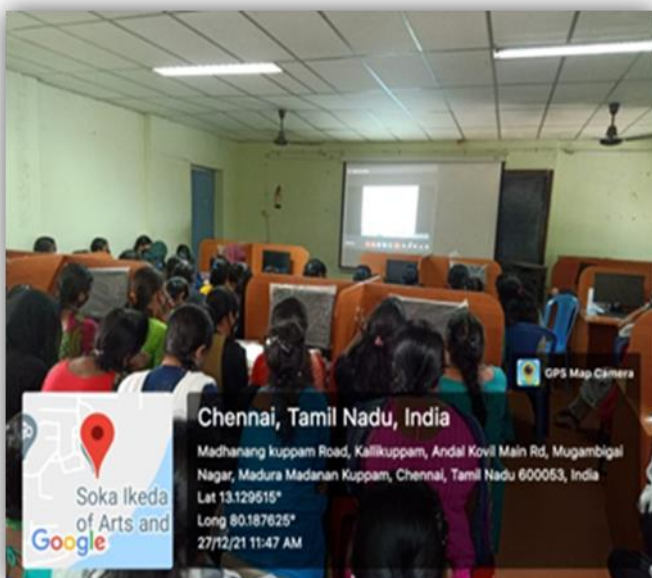 GPS Map Camera
Chennai, Tamil Nadu, India
Madhanang kuppam Road, Kallikuppam, Andal Kovil Main Rd, Mugambigai
Nagar, Madura Madanan Kuppam, Chennai, Tamil Nadu 600053, India
Lat 13.129515°
Long 80.187625°
27/12/21 11:47 AM
Soka Ikeda
of Arts and
Google